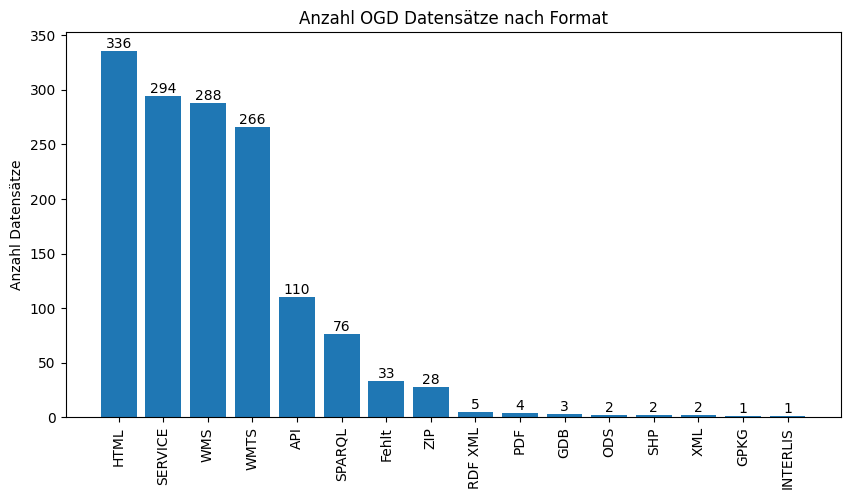 Anzahl OGD Datensätze nach Format
Anzahl Datensätze
350
300
250
200
150
100
50
0
336
294
288
266
110
76
33
28
5
4
3
2
2
2
1
1
HTML
SERVICE
WMS
WMTS
API
SPARQL
Fehlt
ZIP
RDF XML
PDF
GDB
ODS
SHP
XML
GPKG
INTERLIS